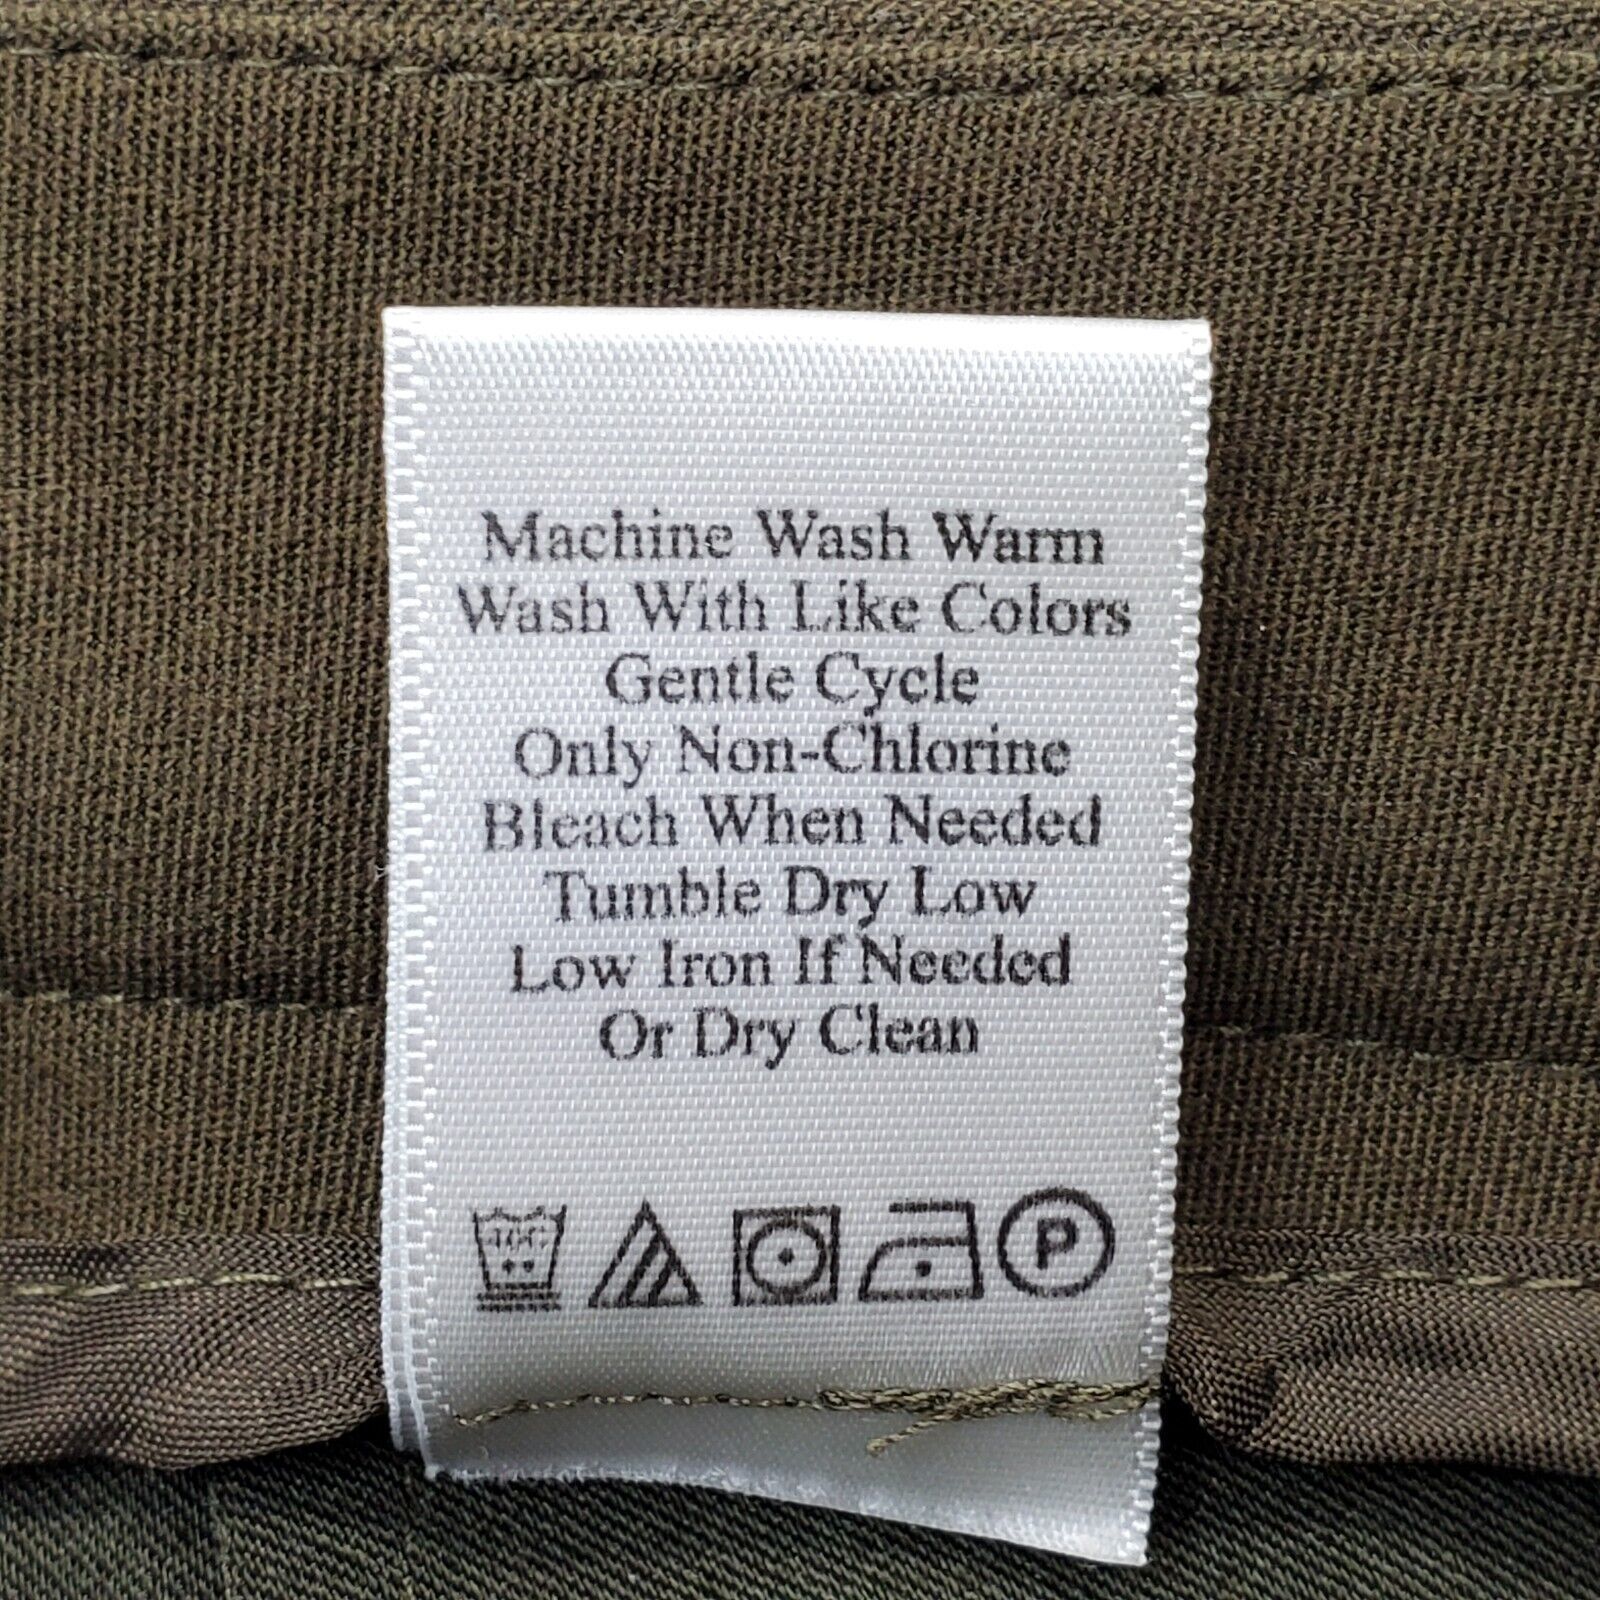 Machine Wash Warm
Wash With Like Colors
Gentle Cycle
Only Non-Chlorine
Bleach When Needed
Tumble Dry Low
Low Iron If Needed
Or Dry Clean
40C P